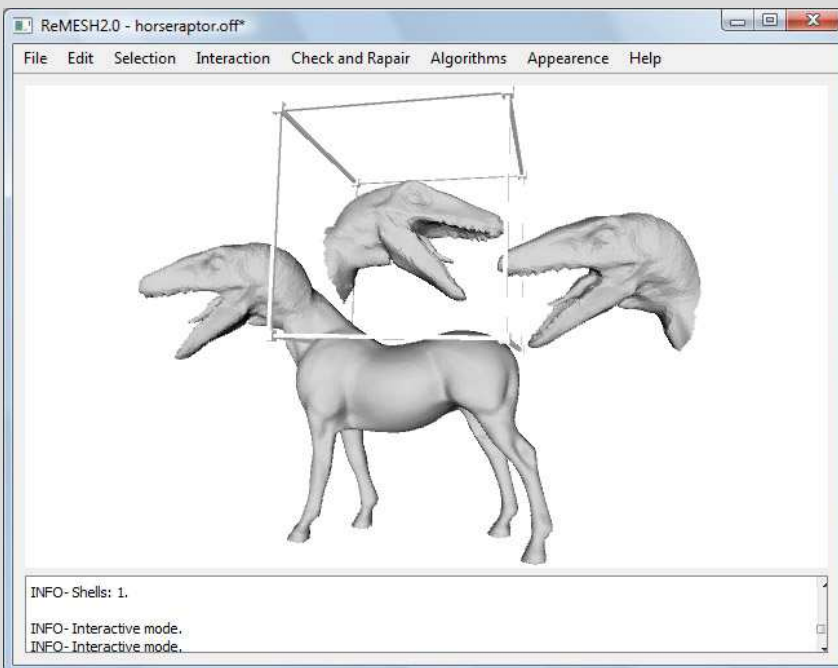 ReMESH2.0 - horseraptor.off*
File Edit Selection Interaction Check and Rapair Algorithms Appearence Help
INFO- Shells: 1.
INFO- Interactive mode.
INFO- Interactive mode.